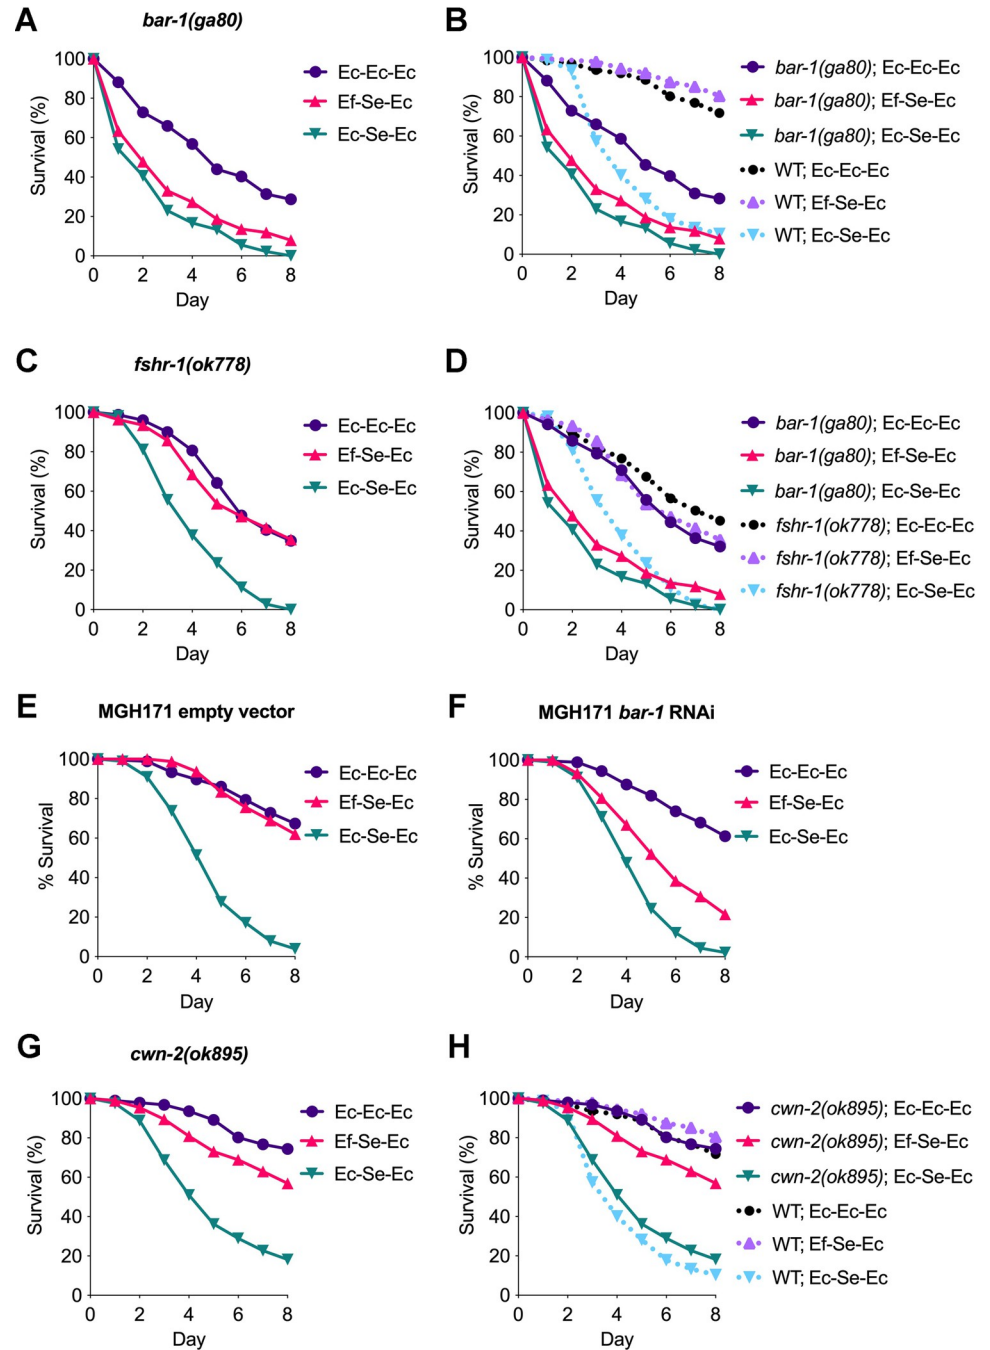 A
bar-1(ga80)
Survival (%)
100
80
60
40
20
0
0 2 4 6 8
Day
Ec-Ec-Ec
Ef-Se-Ec
Ec-Se-Ec
B
Survival (%)
100
80
60
40
20
0
0 2 4 6 8
Day
bar-1(ga80); Ec-Ec-Ec
bar-1(ga80); Ef-Se-Ec
bar-1(ga80); Ec-Se-Ec
WT; Ec-Ec-Ec
WT; Ef-Se-Ec
WT; Ec-Se-Ec
C
fshr-1(ok778)
Survival (%)
100
80
60
40
20
0
0 2 4 6 8
Day
Ec-Ec-Ec
Ef-Se-Ec
Ec-Se-Ec
D
Survival (%)
100
80
60
40
20
0
0 2 4 6 8
Day
bar-1(ga80); Ec-Ec-Ec
bar-1(ga80); Ef-Se-Ec
bar-1(ga80); Ec-Se-Ec
fshr-1(ok778); Ec-Ec-Ec
fshr-1(ok778); Ef-Se-Ec
fshr-1(ok778); Ec-Se-Ec
E
MGH171 empty vector
% Survival
100
80
60
40
20
0
0 2 4 6 8
Day
Ec-Ec-Ec
Ef-Se-Ec
Ec-Se-Ec
F
MGH171 bar-1 RNAi
% Survival
100
80
60
40
20
0
0 2 4 6 8
Day
Ec-Ec-Ec
Ef-Se-Ec
Ec-Se-Ec
G
cwn-2(ok895)
Survival (%)
100
80
60
40
20
0
0 2 4 6 8
Day
Ec-Ec-Ec
Ef-Se-Ec
Ec-Se-Ec
H
Survival (%)
100
80
60
40
20
0
0 2 4 6 8
Day
cwn-2(ok895); Ec-Ec-Ec
cwn-2(ok895); Ef-Se-Ec
cwn-2(ok895); Ec-Se-Ec
WT; Ec-Ec-Ec
WT; Ef-Se-Ec
WT; Ec-Se-Ec